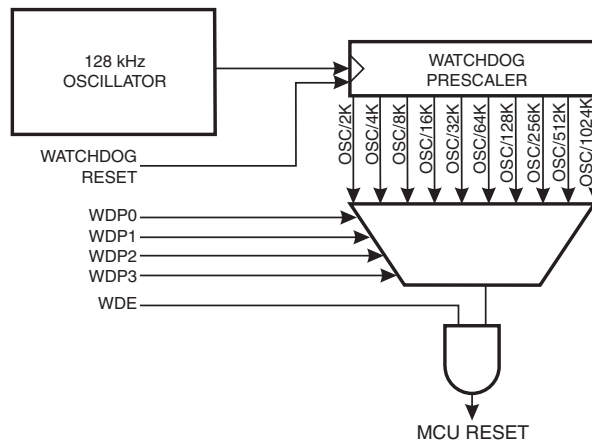 128 kHz
OSCILLATOR
WATCHDOG
PRESCALER
OSC/2K
OSC/4K
OSC/8K
OSC/16K
OSC/32K
OSC/64K
OSC/128K
OSC/256K
OSC/512K
OSC/1024K
WATCHDOG
RESET
WDP0
WDP1
WDP2
WDP3
WDE
MCU RESET